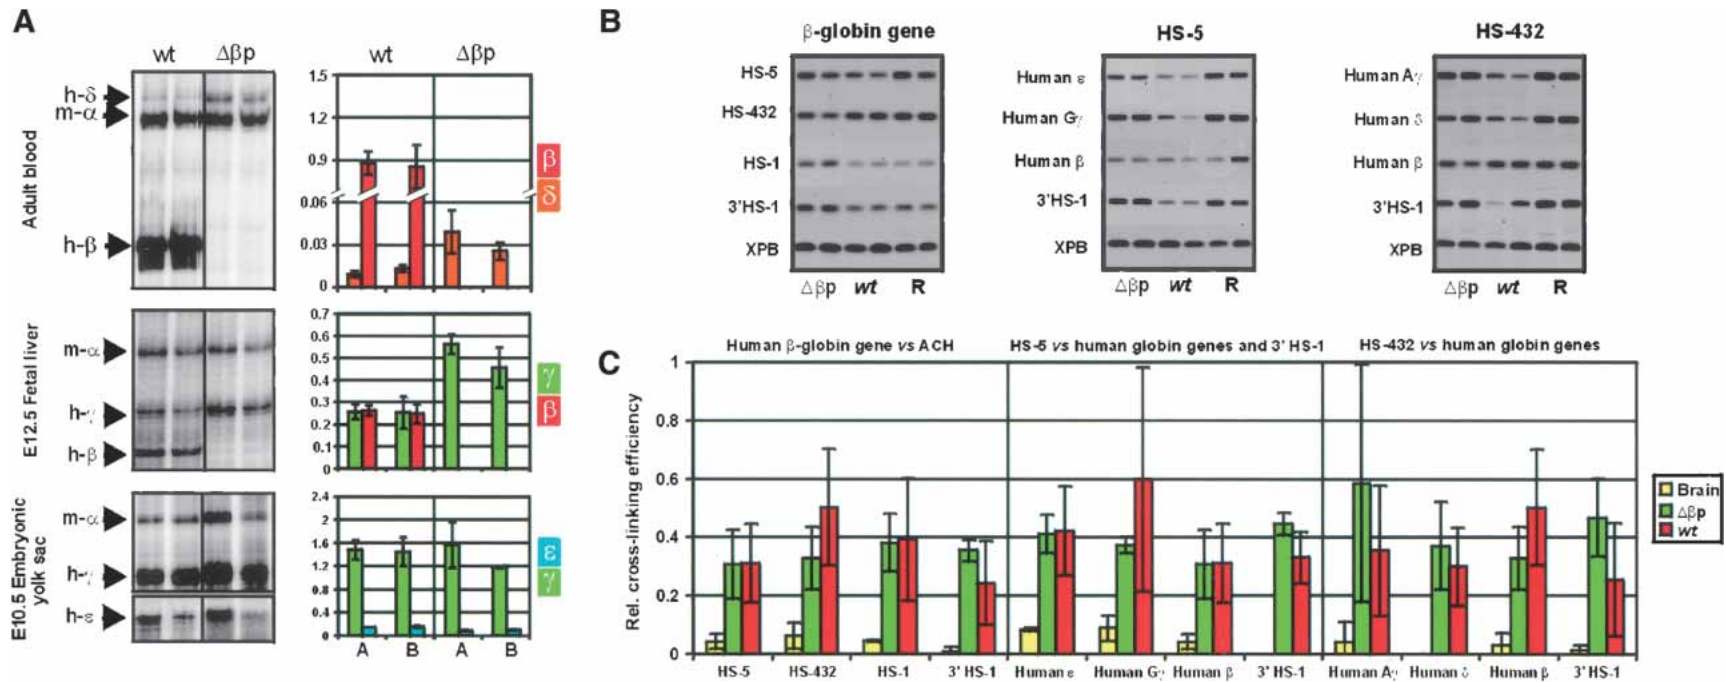 A
wt Δβp
Adult blood
h-δ
m-α
h-β
wt Δβp
1.5
1.2
0.9
0.06
0.03
0
β
δ
E12.5 Fetal liver
m-α
h-γ
h-β
0.7
0.6
0.5
0.4
0.3
0.2
0.1
0
γ
β
E10.5 Embryonic
yolk sac
m-α
h-γ
h-ε
2.4
2
1.6
1.2
0.8
0.4
0
ε
γ
A B A B
B
β-globin gene
HS-5
HS-432
HS-1
3'HS-1
XPB
Δβp wt R
HS-5
Human ε
Human Gγ
Human β
3'HS-1
XPB
Δβp wt R
HS-432
Human Aγ
Human δ
Human β
3'HS-1
XPB
Δβp wt R
C
Human β-globin gene vs ACH
HS-5 vs human globin genes and 3' HS-1
HS-432 vs human globin genes
Rel. cross-linking efficiency
1
0.8
0.6
0.4
0.2
0
HS-5 HS-432 HS-1 3' HS-1 Human ε Human Gγ Human β 3' HS-1 Human Aγ Human δ Human β 3' HS-1
Brain
Δβp
wt